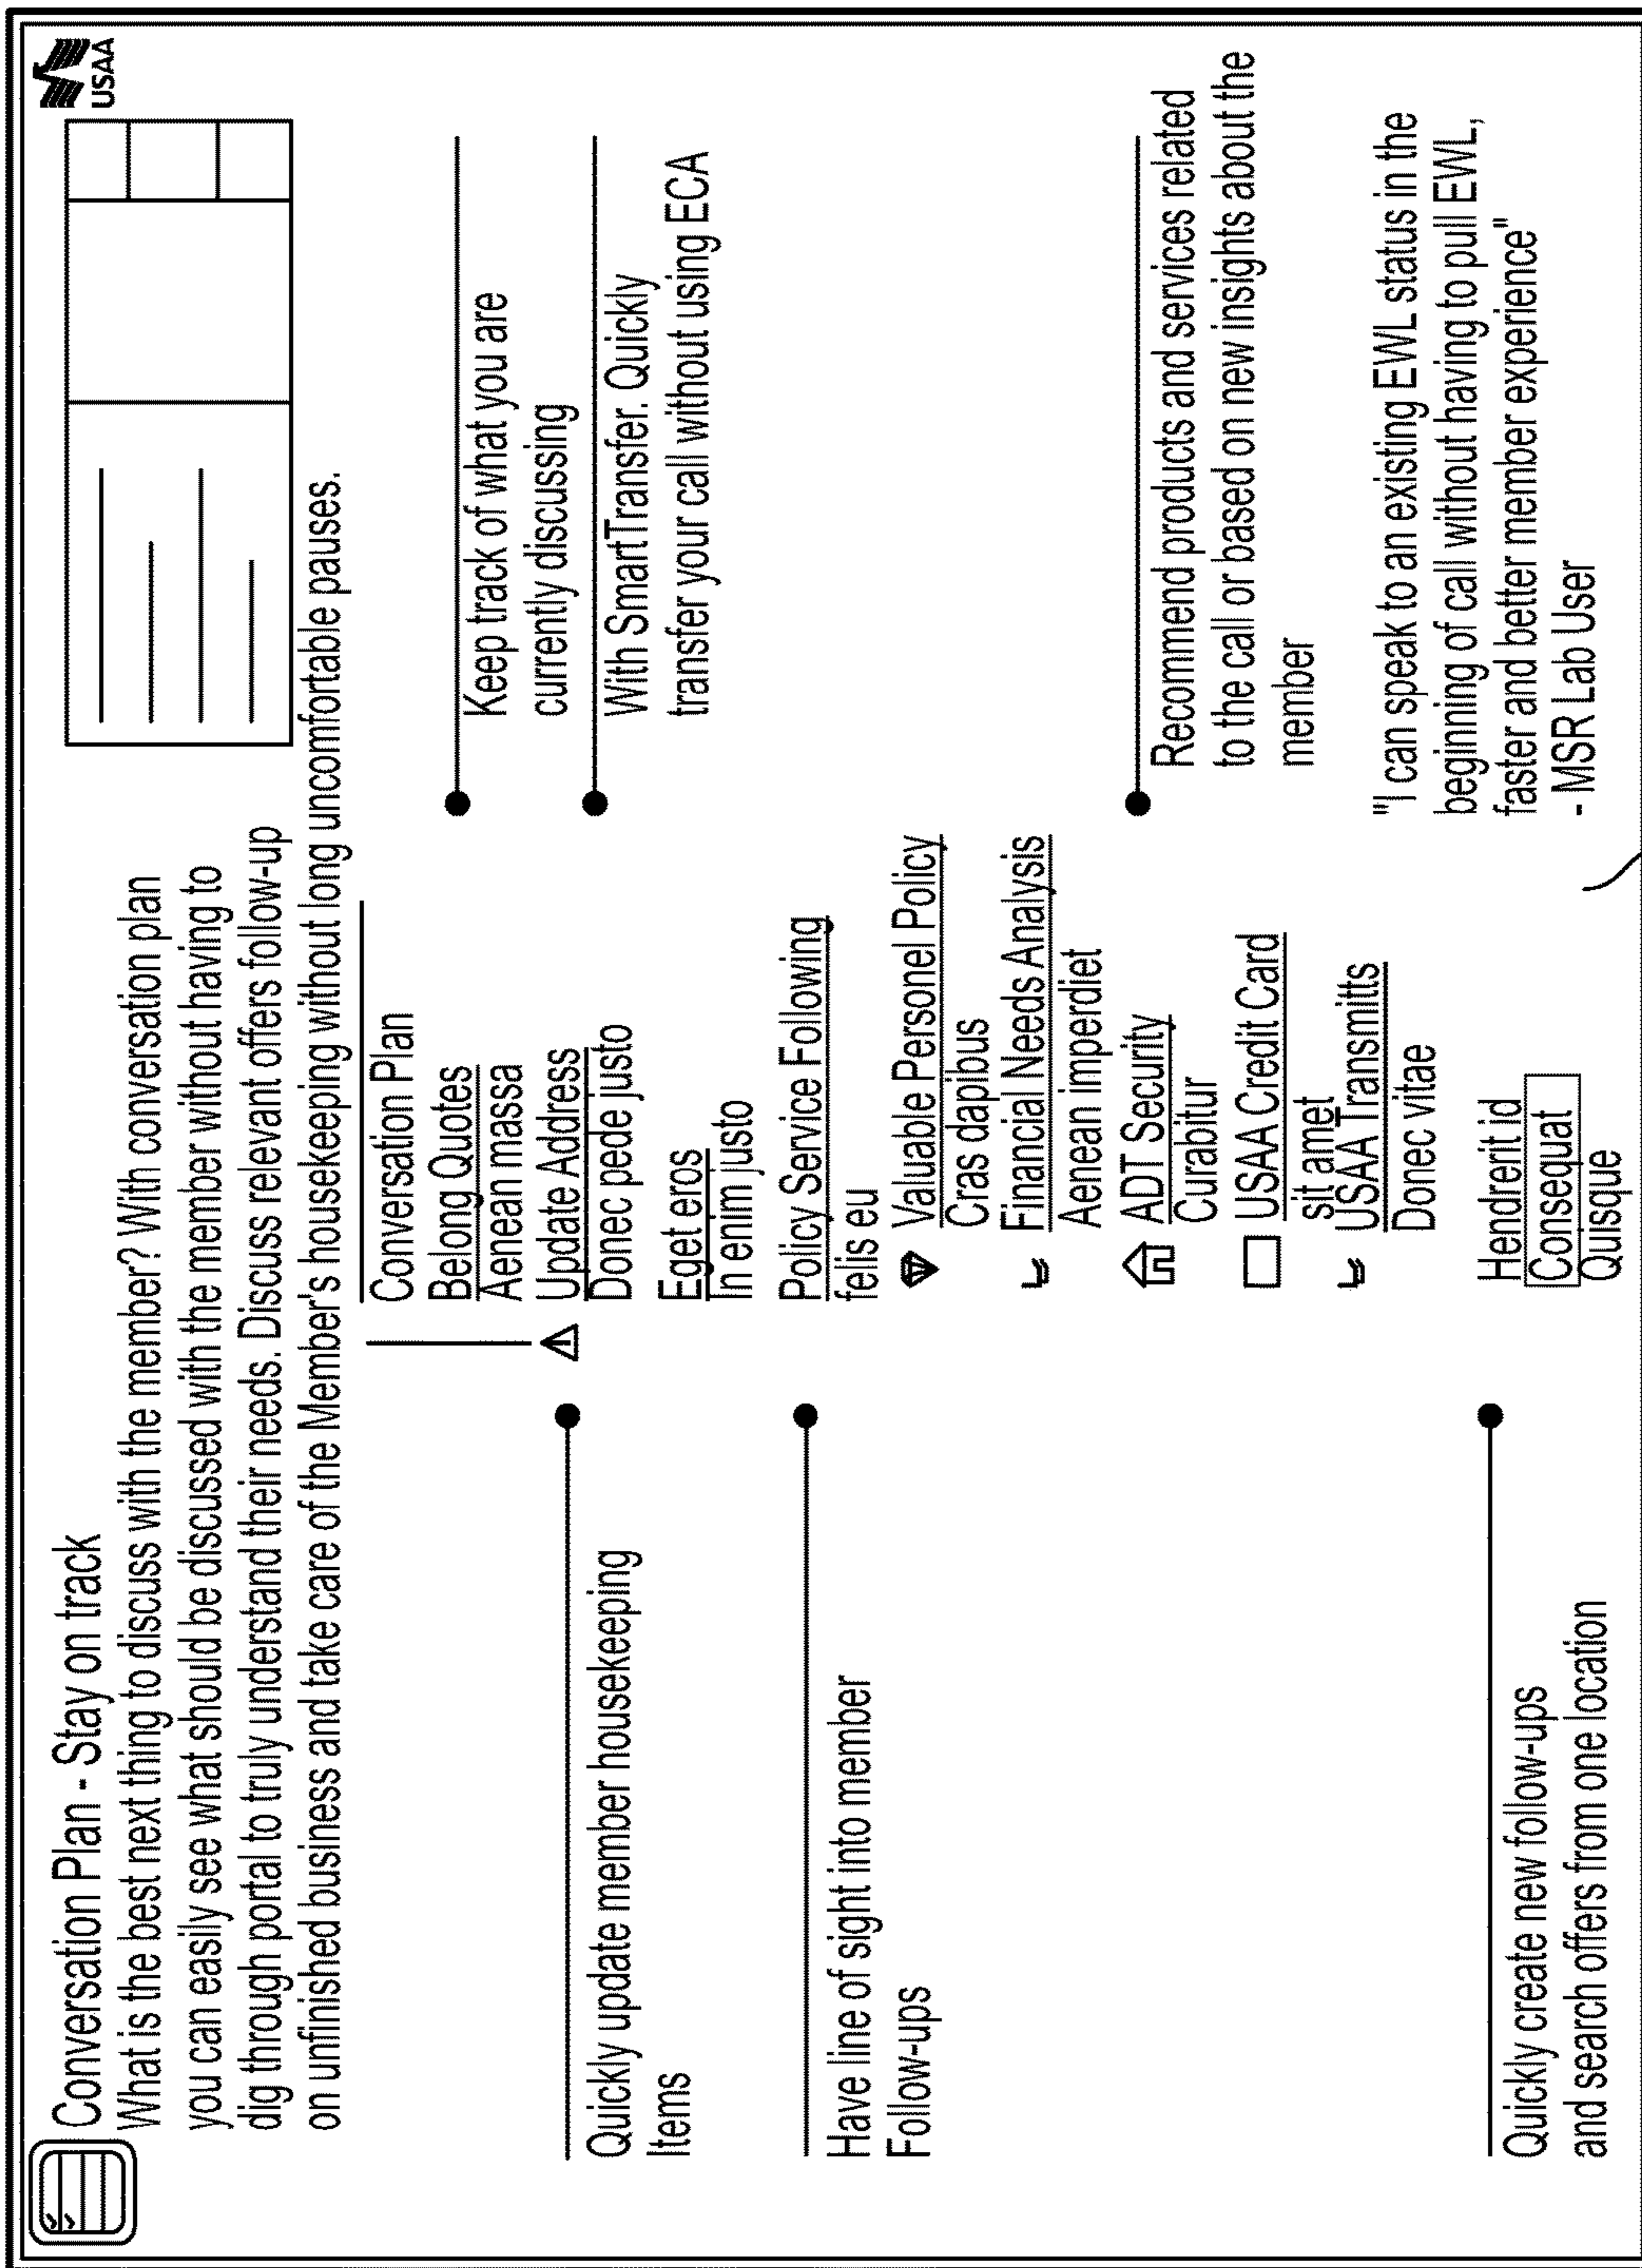 USAA
Conversation Plan - Stay on track
What is the best next thing to discuss with the member? With conversation plan
you can easily see what should be discussed with the member without having to
dig through portal to truly understand their needs. Discuss relevant offers follow-up
on unfinished business and take care of the Member's housekeeping without long uncomfortable pauses.
Quickly update member housekeeping
Items
Have line of sight into member
Follow-ups
Quickly create new follow-ups
and search offers from one location
Conversation Plan
Belong Quotes
Aenean massa
Update Address
Donec pede justo
Eget eros
In enim justo
Policy Service Following
felis eu
Valuable Personel Policy
Cras dapibus
Financial Needs Analysis
Aenean imperdiet
ADT Security
Curabitur
USAA Credit Card
sit amet
USAA Transmitts
Donec vitae
Hendrerit id
Consequat
Quisque
Keep track of what you are
currently discussing
With SmartTransfer. Quickly
transfer your call without using ECA
Recommend products and services related
to the call or based on new insights about the
member
"I can speak to an existing EWL status in the
beginning of call without having to pull EWL,
faster and better member experience"
- MSR Lab User